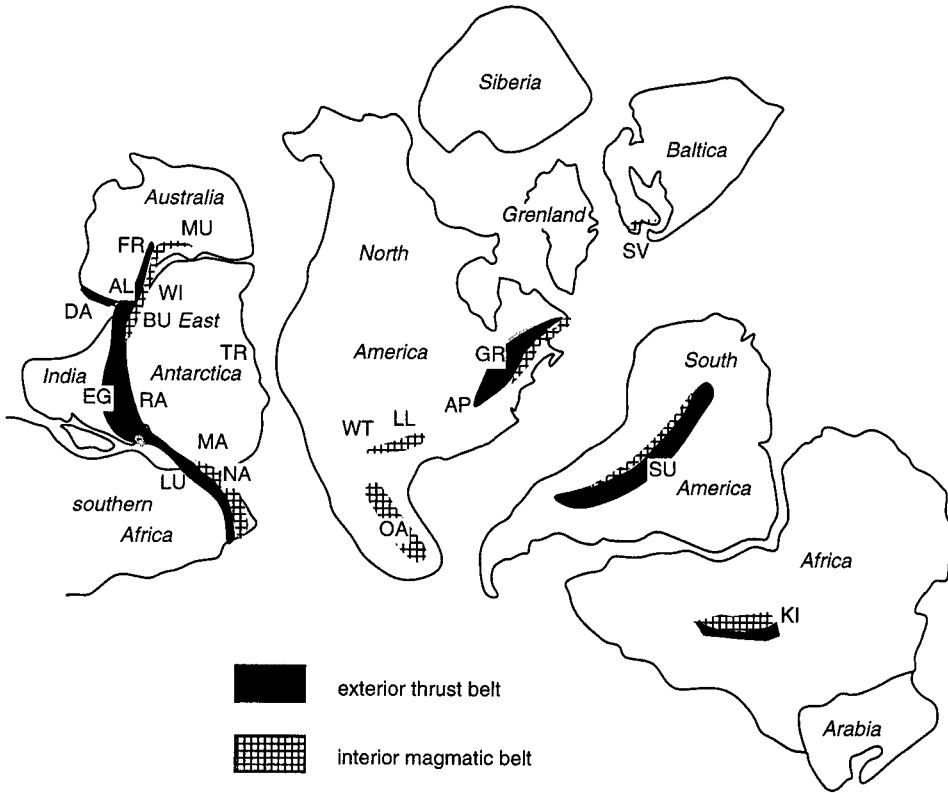 Siberia
Baltica
Australia
Grenland
FR MU
North
SV
AL WI
DA
BU East
TR
America
GR
South
India
Antarctica
EG RA
AP
WT LL
MA
SU
LU NA
America
southern
OA
Africa
Africa
KI
exterior thrust belt
Arabia
interior magmatic belt